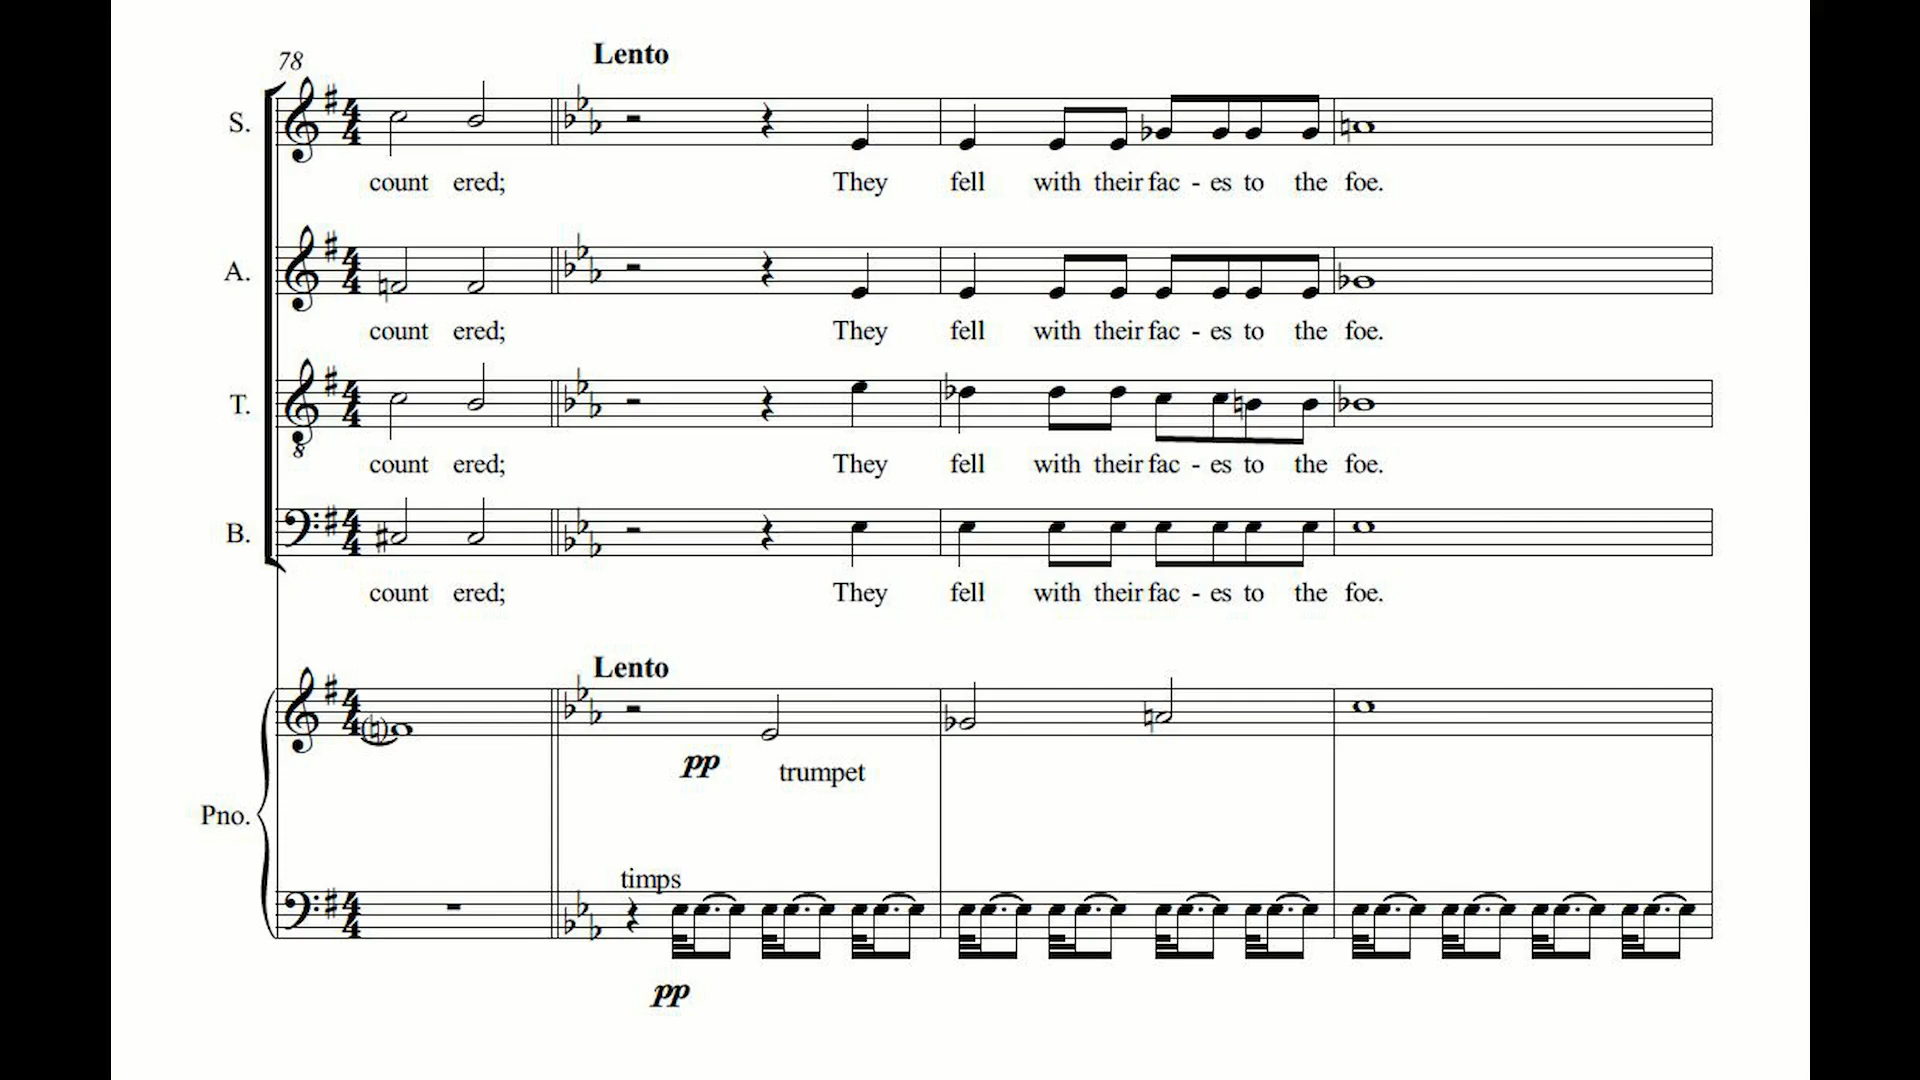 78
Lento
S.
count ered; They fell with their fac - es to the foe.
A.
count ered; They fell with their fac - es to the foe.
T.
8
count ered; They fell with their fac - es to the foe.
B.
count ered; They fell with their fac - es to the foe.
Lento
pp trumpet
Pno.
timps
pp